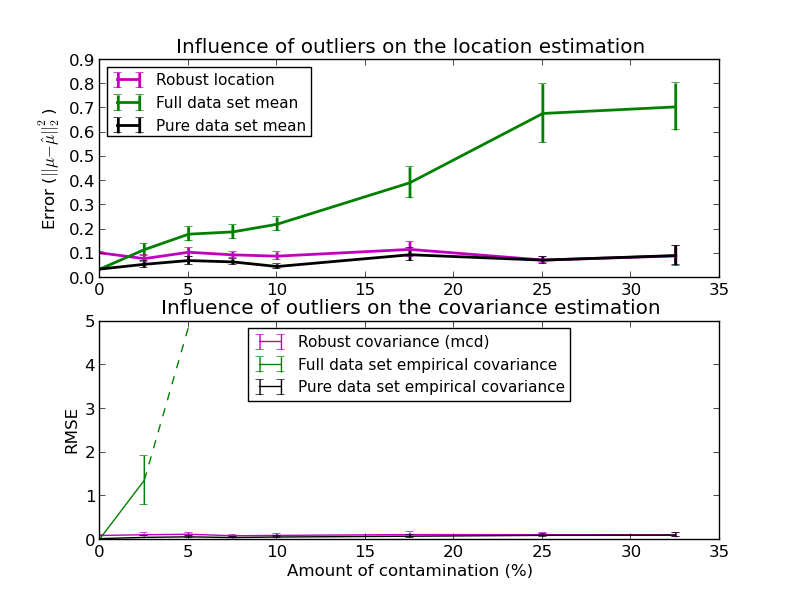 Influence of outliers on the location estimation
0.9
0.8
0.7
0.6
0.5
0.4
0.3
0.2
0.1
0.0
Error (||μ−μ̂||₂²)
Robust location
Full data set mean
Pure data set mean
0 5 10 15 20 25 30 35
Influence of outliers on the covariance estimation
5
4
3
2
1
0
RMSE
Robust covariance (mcd)
Full data set empirical covariance
Pure data set empirical covariance
0 5 10 15 20 25 30 35
Amount of contamination (%)